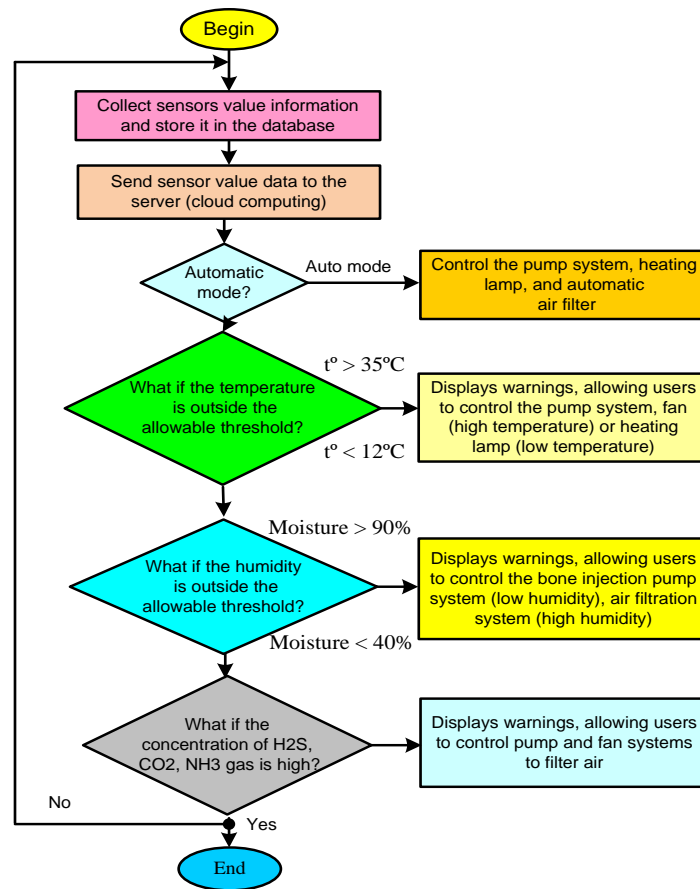 Begin
Collect sensors value information
and store it in the database
Send sensor value data to the
server (cloud computing)
Automatic
mode?
Auto mode
Control the pump system, heating
lamp, and automatic
air filter
What if the temperature
is outside the
allowable threshold?
tº > 35ºC
tº < 12ºC
Displays warnings, allowing users
to control the pump system, fan
(high temperature) or heating
lamp (low temperature)
What if the humidity
is outside the
allowable threshold?
Moisture > 90%
Moisture < 40%
Displays warnings, allowing users
to control the bone injection pump
system (low humidity), air filtration
system (high humidity)
What if the
concentration of H2S,
CO2, NH3 gas is high?
Displays warnings, allowing users
to control pump and fan systems
to filter air
No
Yes
End